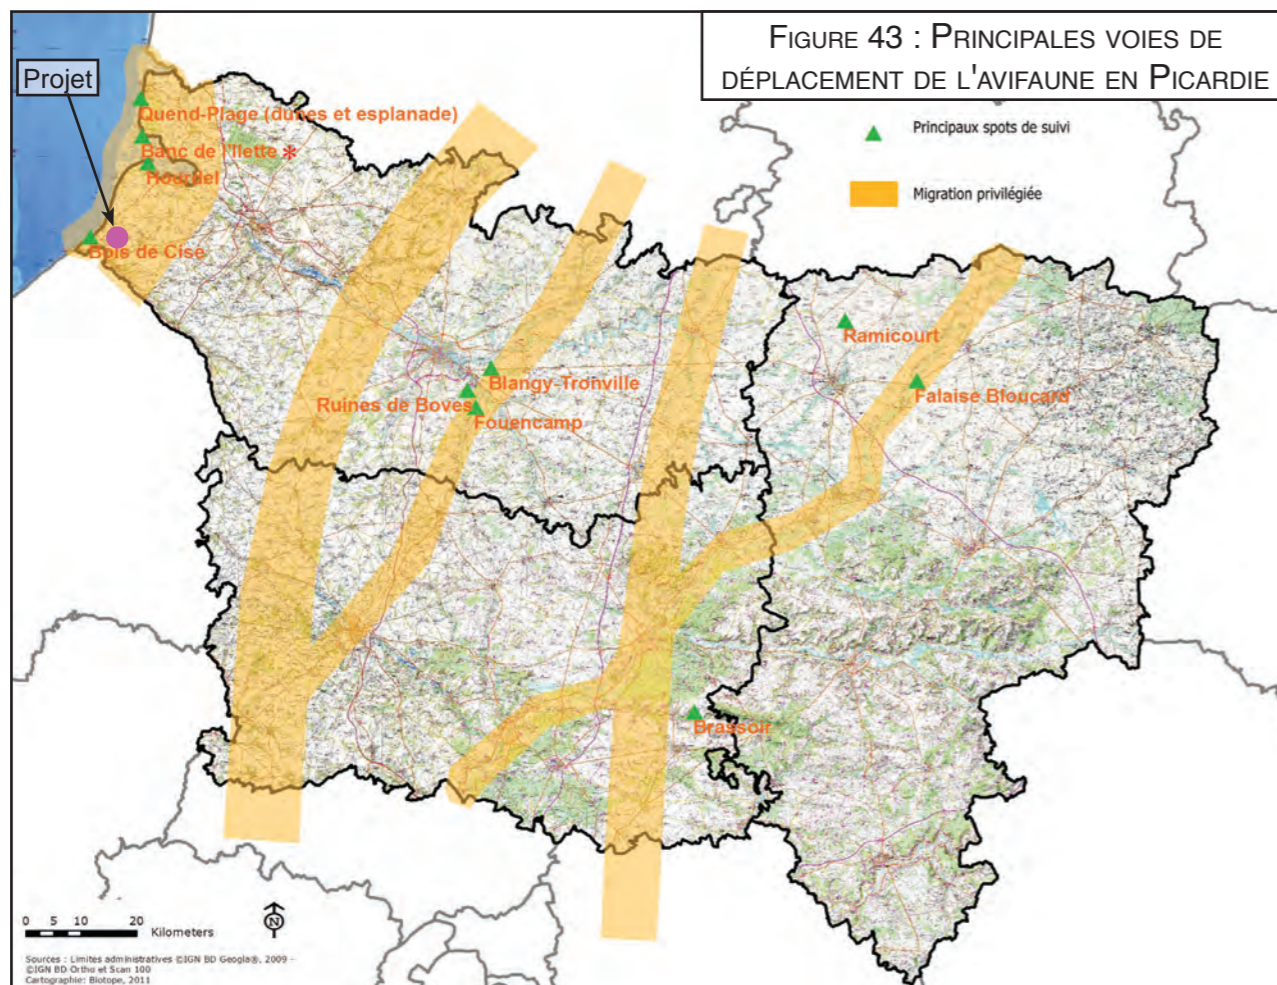 FIGURE 43 : PRINCIPALES VOIES DE
DÉPLACEMENT DE L'AVIFAUNE EN PICARDIE
Projet
Principaux spots de suivi
Migration privilégiée
Quend-Plage (dunes et esplanade)
Banc de l'Ilette *
Hourdel
Bois de Cise
Ramicourt
Blangy-Tronville
Falaise Bloucard
Ruines de Boves
Fouencamp
Brassoir
0 5 10 20
Kilometers
N
Sources : Limites administratives ©IGN BD Geogla®, 2009 -
©IGN BD Ortho et Scan 100
Cartographie: Biotope, 2011